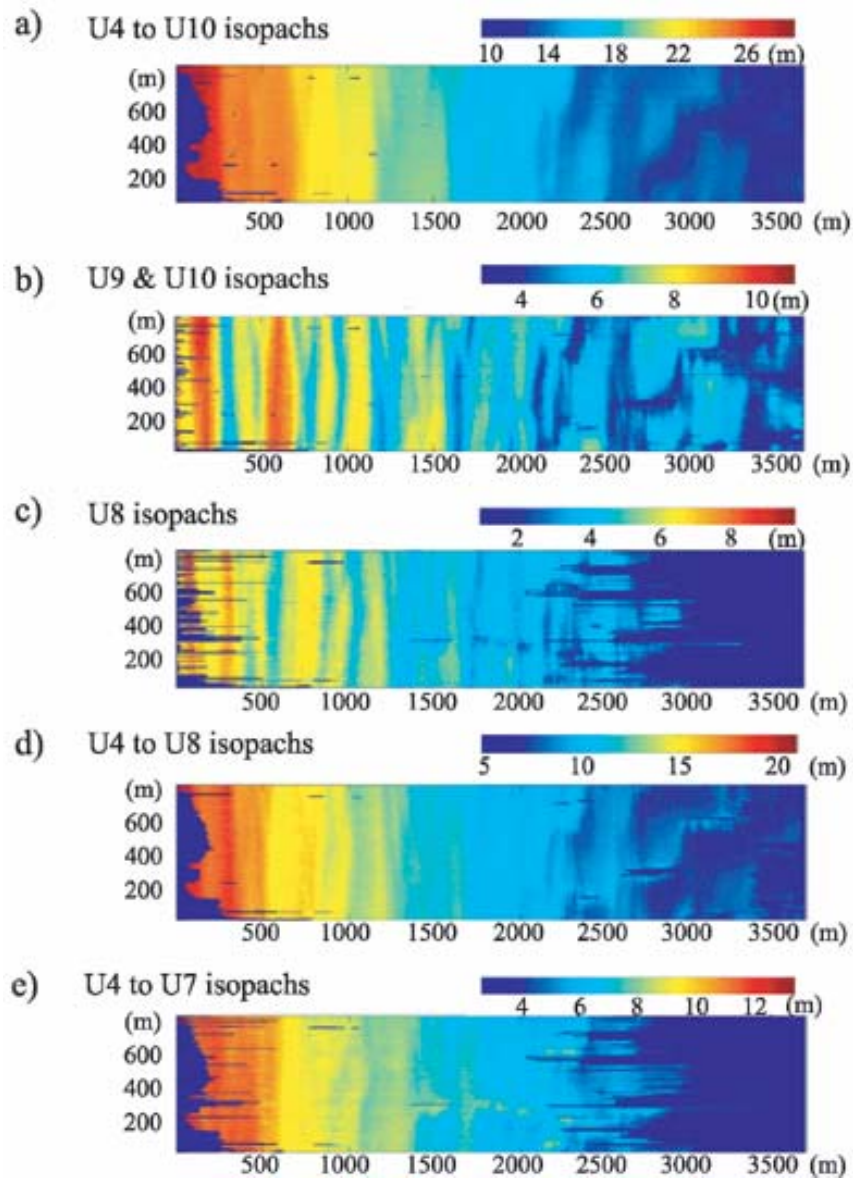 a) U4 to U10 isopachs
10 14 18 22 26 (m)
(m)
600
400
200
500 1000 1500 2000 2500 3000 3500 (m)
b) U9 & U10 isopachs
4 6 8 10 (m)
(m)
600
400
200
500 1000 1500 2000 2500 3000 3500 (m)
c) U8 isopachs
2 4 6 8 (m)
(m)
600
400
200
500 1000 1500 2000 2500 3000 3500 (m)
d) U4 to U8 isopachs
5 10 15 20 (m)
(m)
600
400
200
500 1000 1500 2000 2500 3000 3500 (m)
e) U4 to U7 isopachs
4 6 8 10 12 (m)
(m)
600
400
200
500 1000 1500 2000 2500 3000 3500 (m)